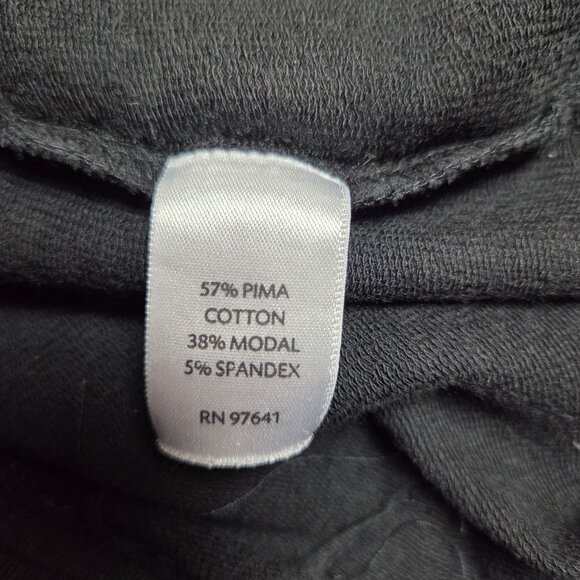 57% PIMA
COTTON
38% MODAL
5% SPANDEX
RN 97641